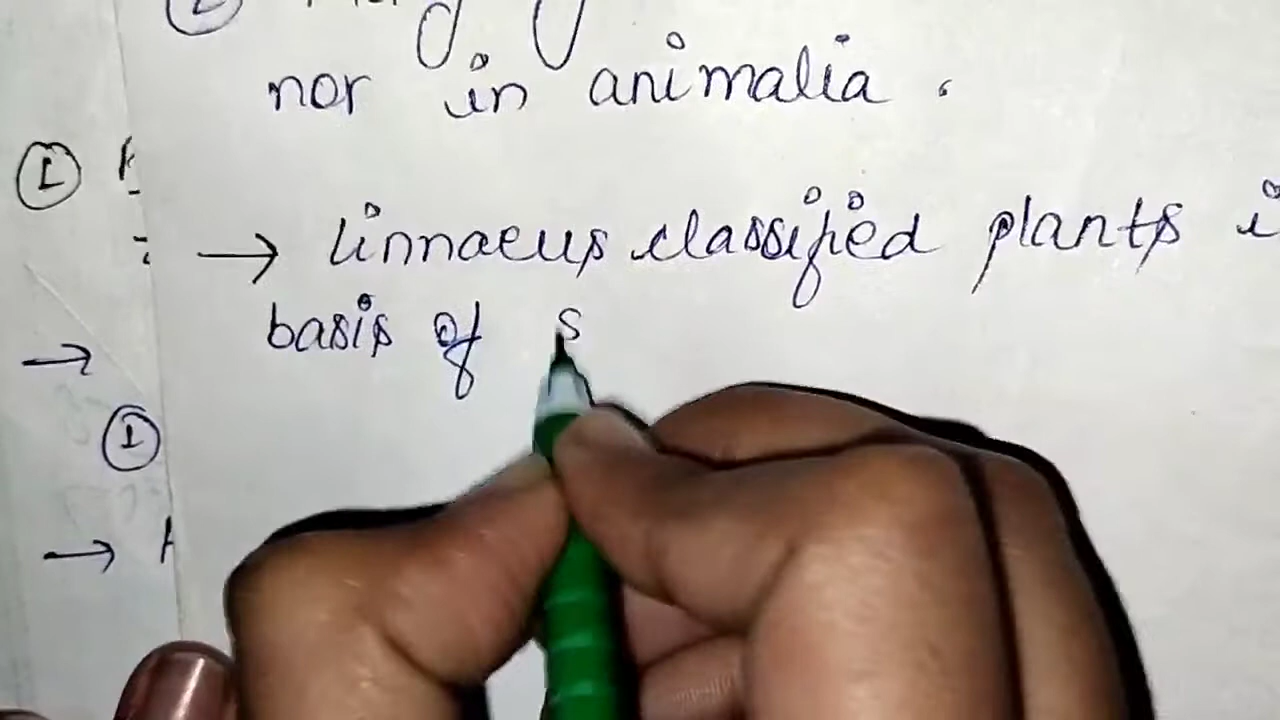 nor in animalia.
→ Linnaeus classified plants
basis of s